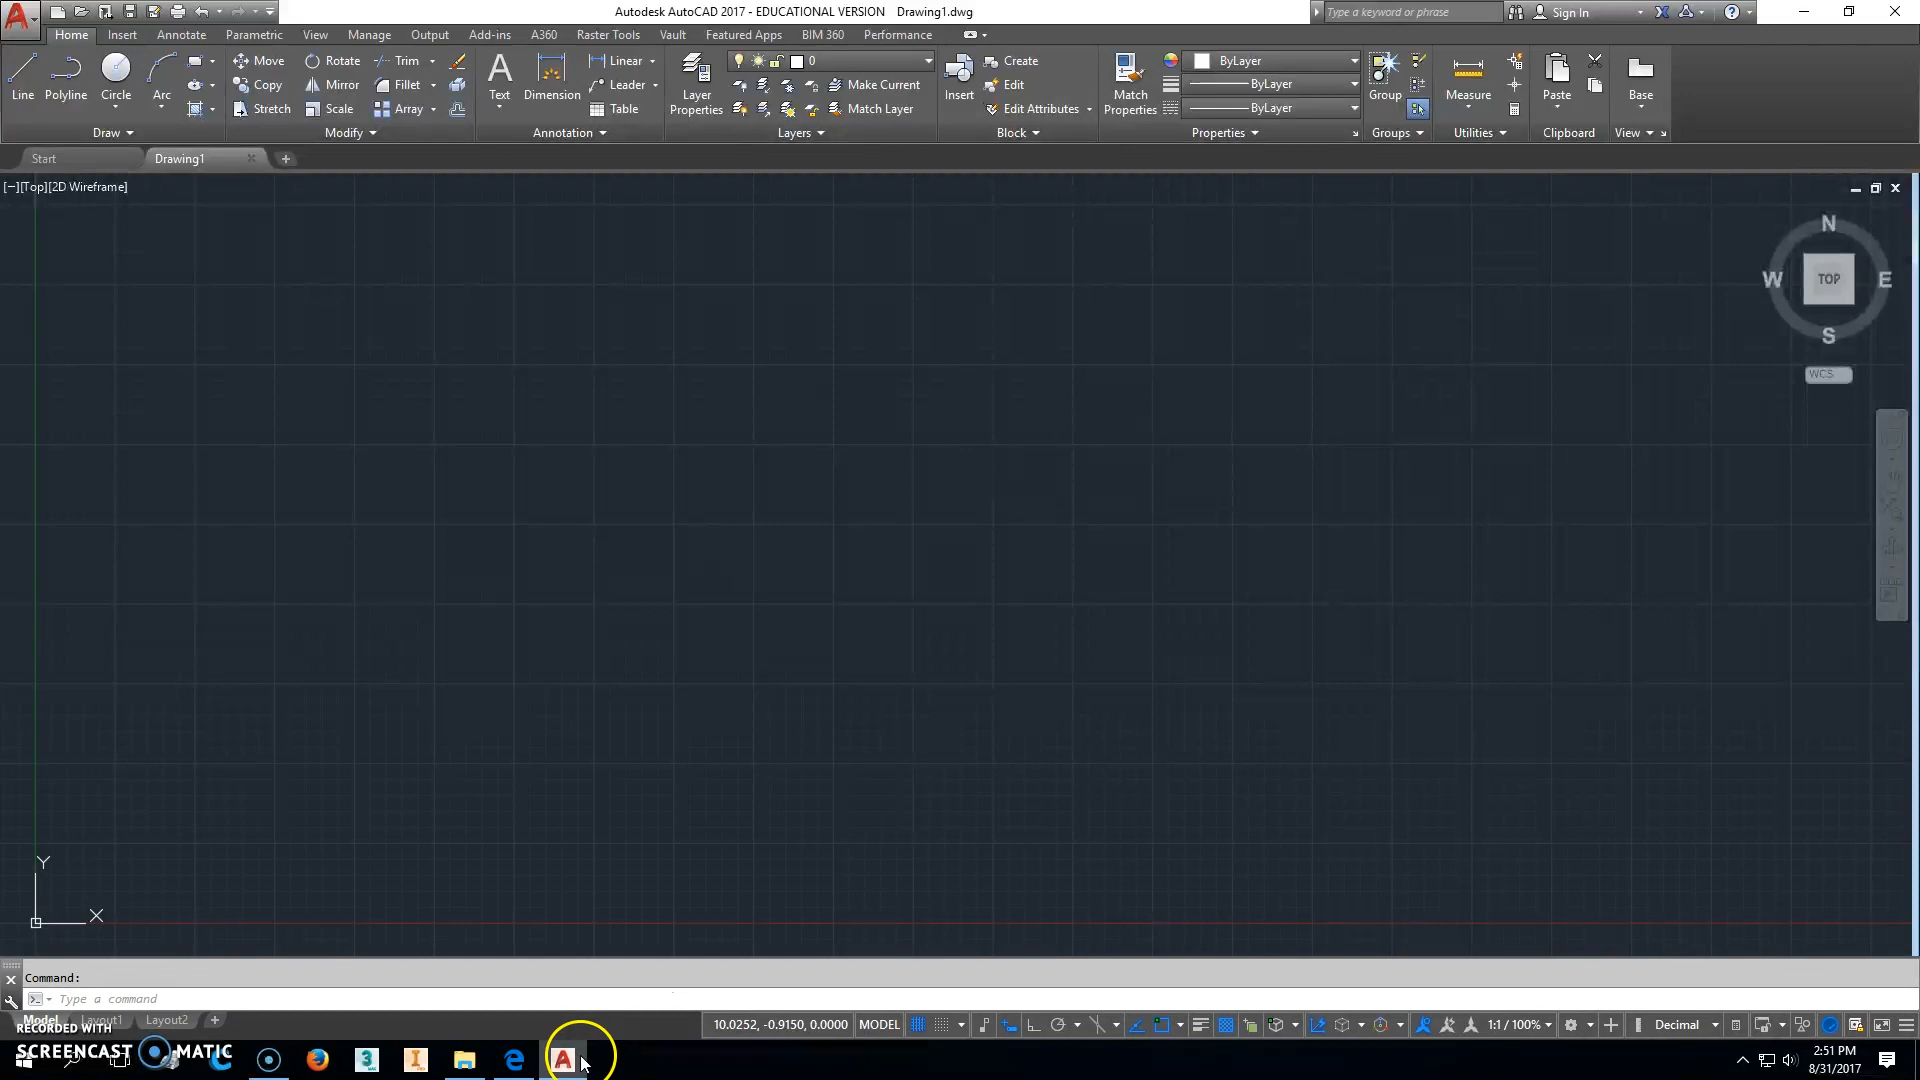 Autodesk AutoCAD 2017 - EDUCATIONAL VERSION Drawing1.dwg
Type a keyword or phrase
Sign In
Home Insert Annotate Parametric View Manage Output Add-ins A360 Raster Tools Vault Featured Apps BIM 360 Performance
Line
Polyline
Circle
Arc
Move
Copy
Stretch
Rotate
Mirror
Scale
Trim
Fillet
Array
Text
Dimension
Linear
Leader
Table
Layer
Properties
0
Make Current
Match Layer
Insert
Create
Edit
Edit Attributes
Match
Properties
ByLayer
ByLayer
ByLayer
Group
Measure
Paste
Base
Draw Modify Annotation Layers Block Properties Groups Utilities Clipboard View
Start Drawing1
[−][Top][2D Wireframe]
N
W TOP E
S
WCS
Y
X
Command:
Type a command
Model Layout1 Layout2
10.0252, -0.9150, 0.0000 MODEL 1:1 / 100% Decimal
RECORDED WITH
SCREENCAST MATIC
2:51 PM
8/31/2017